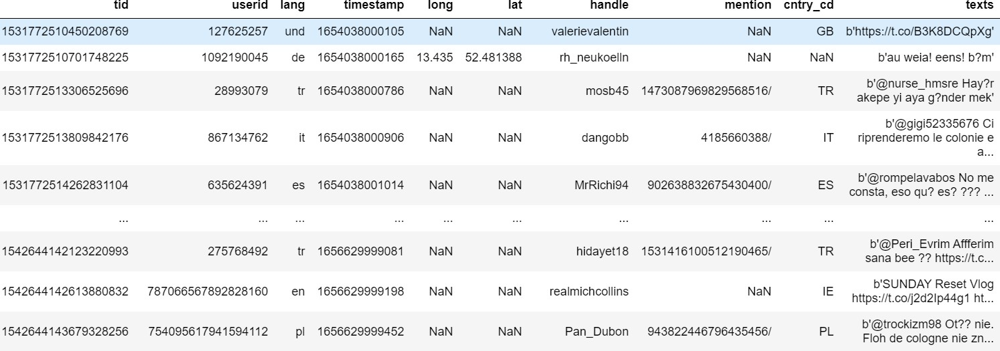 tid userid lang timestamp long lat handle mention cntry_cd texts
1531772510450208769 127625257 und 1654038000105 NaN NaN valerievalentin NaN GB b'https://t.co/B3K8DCQpXg'
1531772510701748225 1092190045 de 1654038000165 13.435 52.481388 rh_neukoelln NaN NaN b'au weia! eens! b?m'
1531772513306525696 28993079 tr 1654038000786 NaN NaN mosb45 1473087969829568516/ TR b'@nurse_hmsre Hay?r
akepe yi aya g?nder mek'
1531772513809842176 867134762 it 1654038000906 NaN NaN dangobb 4185660388/ IT b'@gigi52335676 Ci
riprenderemo le colonie e
a...
1531772514262831104 635624391 es 1654038001014 NaN NaN MrRichi94 902638832675430400/ ES b'@rompelavabos No me
consta, eso qu? es? ??? ...
... ... ... ... ... ... ... ... ... ...
1542644142123220993 275768492 tr 1656629999081 NaN NaN hidayet18 1531416100512190465/ TR b'@Peri_Evrim Affferim
sana bee ?? https://t.c...
1542644142613880832 787066567892828160 en 1656629999198 NaN NaN realmichcollins NaN IE b'SUNDAY Reset Vlog
https://t.co/j2d2Ip44g1 ht...
1542644143679328256 754095617941594112 pl 1656629999452 NaN NaN Pan_Dubon 943822446796435456/ PL b'@trockizm98 Ot?? nie.
Floh de cologne nie zn...